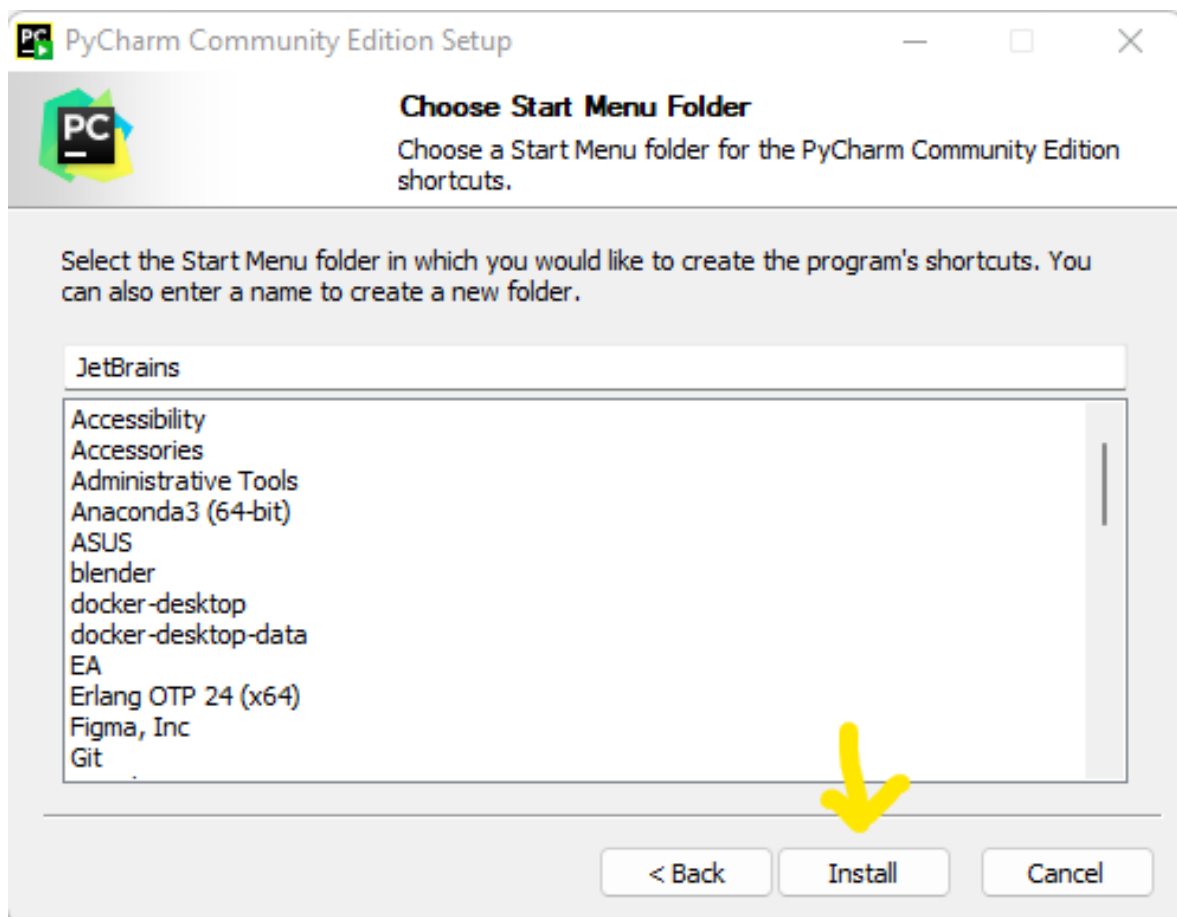 PC PyCharm Community Edition Setup
PC
Choose Start Menu Folder
Choose a Start Menu folder for the PyCharm Community Edition
shortcuts.
Select the Start Menu folder in which you would like to create the program's shortcuts. You
can also enter a name to create a new folder.
JetBrains
Accessibility
Accessories
Administrative Tools
Anaconda3 (64-bit)
ASUS
blender
docker-desktop
docker-desktop-data
EA
Erlang OTP 24 (x64)
Figma, Inc
Git
< Back Install Cancel